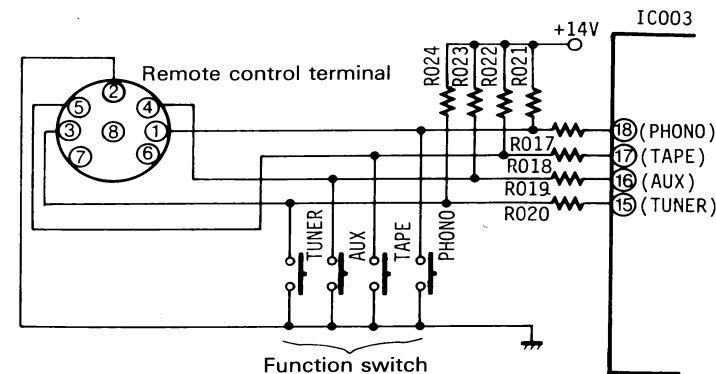 IC003
+14V
R024
R023
R022
R021
Remote control terminal
2
5
4
3
8
1
7
6
18 (PHONO)
R017
17 (TAPE)
R018
16 (AUX)
R019
15 (TUNER)
R020
TUNER
AUX
TAPE
PHONO
Function switch